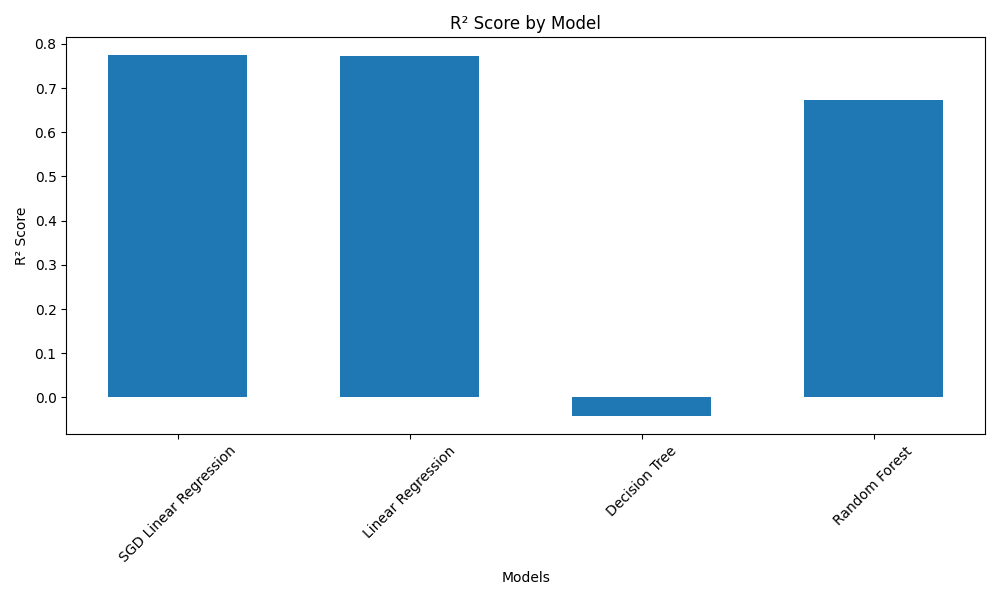 R² Score by Model
R² Score
0.8
0.7
0.6
0.5
0.4
0.3
0.2
0.1
0.0
SGD Linear Regression
Linear Regression
Decision Tree
Random Forest
Models